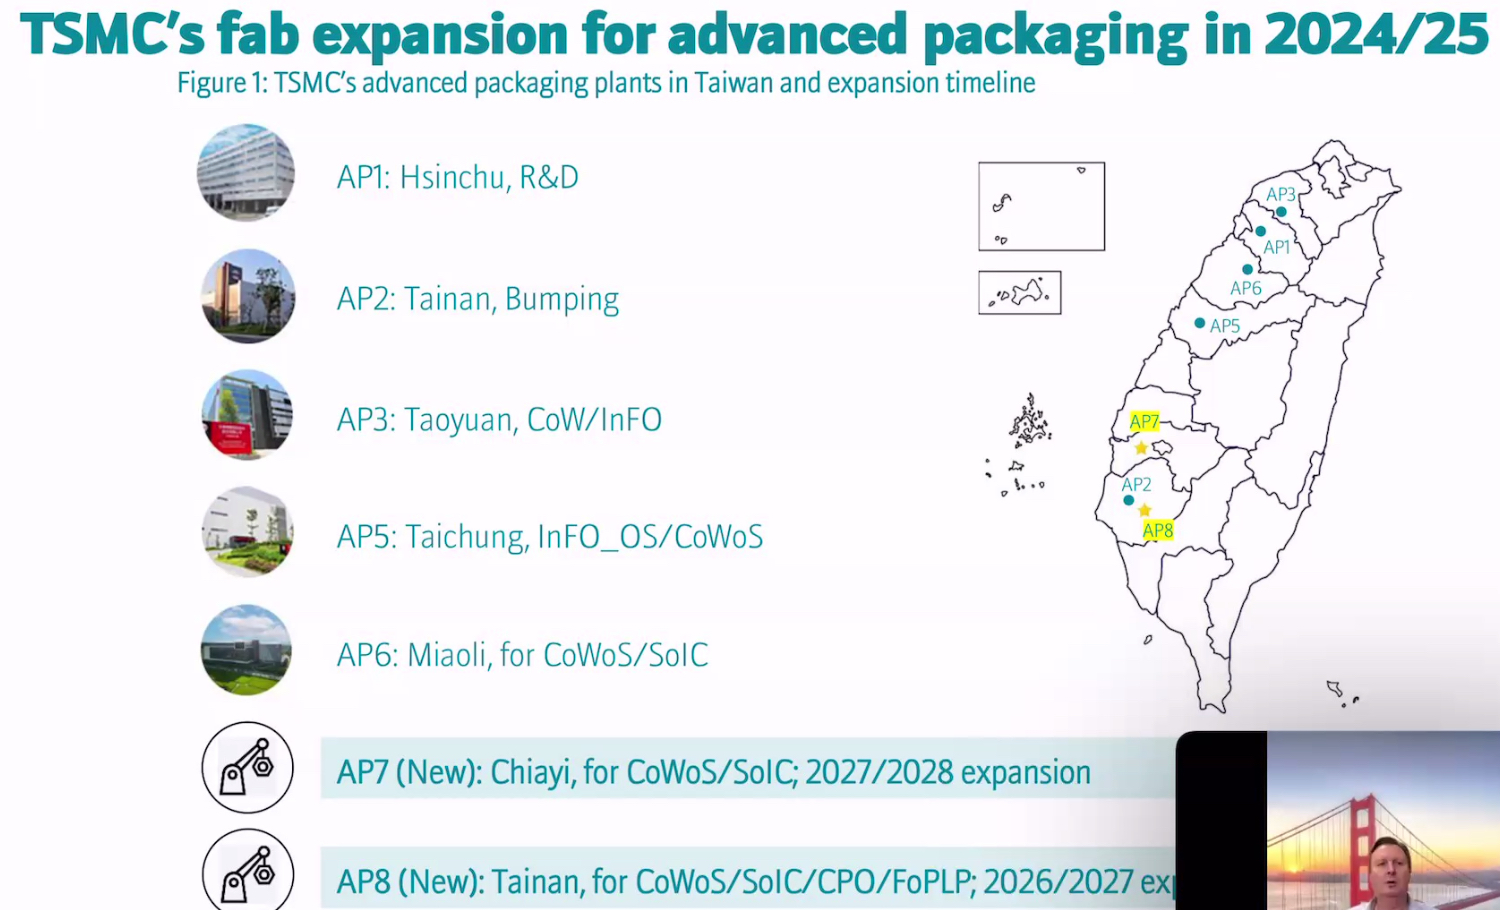 TSMC's fab expansion for advanced packaging in 2024/25
Figure 1: TSMC's advanced packaging plants in Taiwan and expansion timeline
AP1: Hsinchu, R&D
AP2: Tainan, Bumping
AP3: Taoyuan, CoW/InFO
AP5: Taichung, InFO_OS/CoWoS
AP6: Miaoli, for CoWoS/SoIC
AP7 (New): Chiayi, for CoWoS/SoIC; 2027/2028 expansion
AP8 (New): Tainan, for CoWoS/SoIC/CPO/FoPLP; 2026/2027
AP3
AP1
AP6
AP5
AP7
AP2
AP8